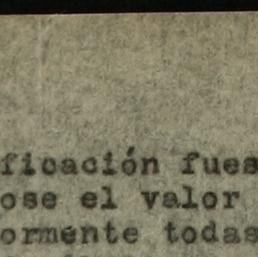 ficación fues
ose el valor
ormente todas